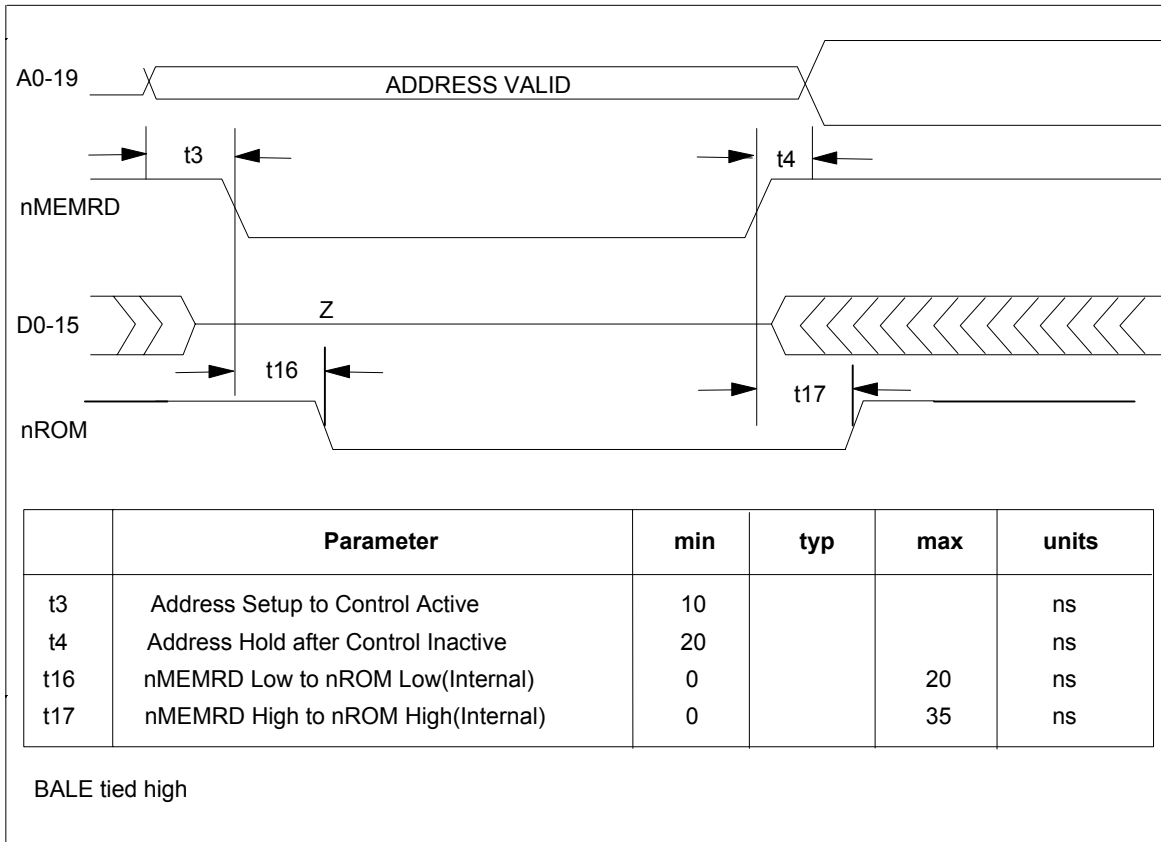 A0-19
ADDRESS VALID
t3
t4
nMEMRD
Z
D0-15
t16
t17
nROM
Parameter min typ max units
t3 Address Setup to Control Active 10 ns
t4 Address Hold after Control Inactive 20 ns
t16 nMEMRD Low to nROM Low(Internal) 0 20 ns
t17 nMEMRD High to nROM High(Internal) 0 35 ns
BALE tied high